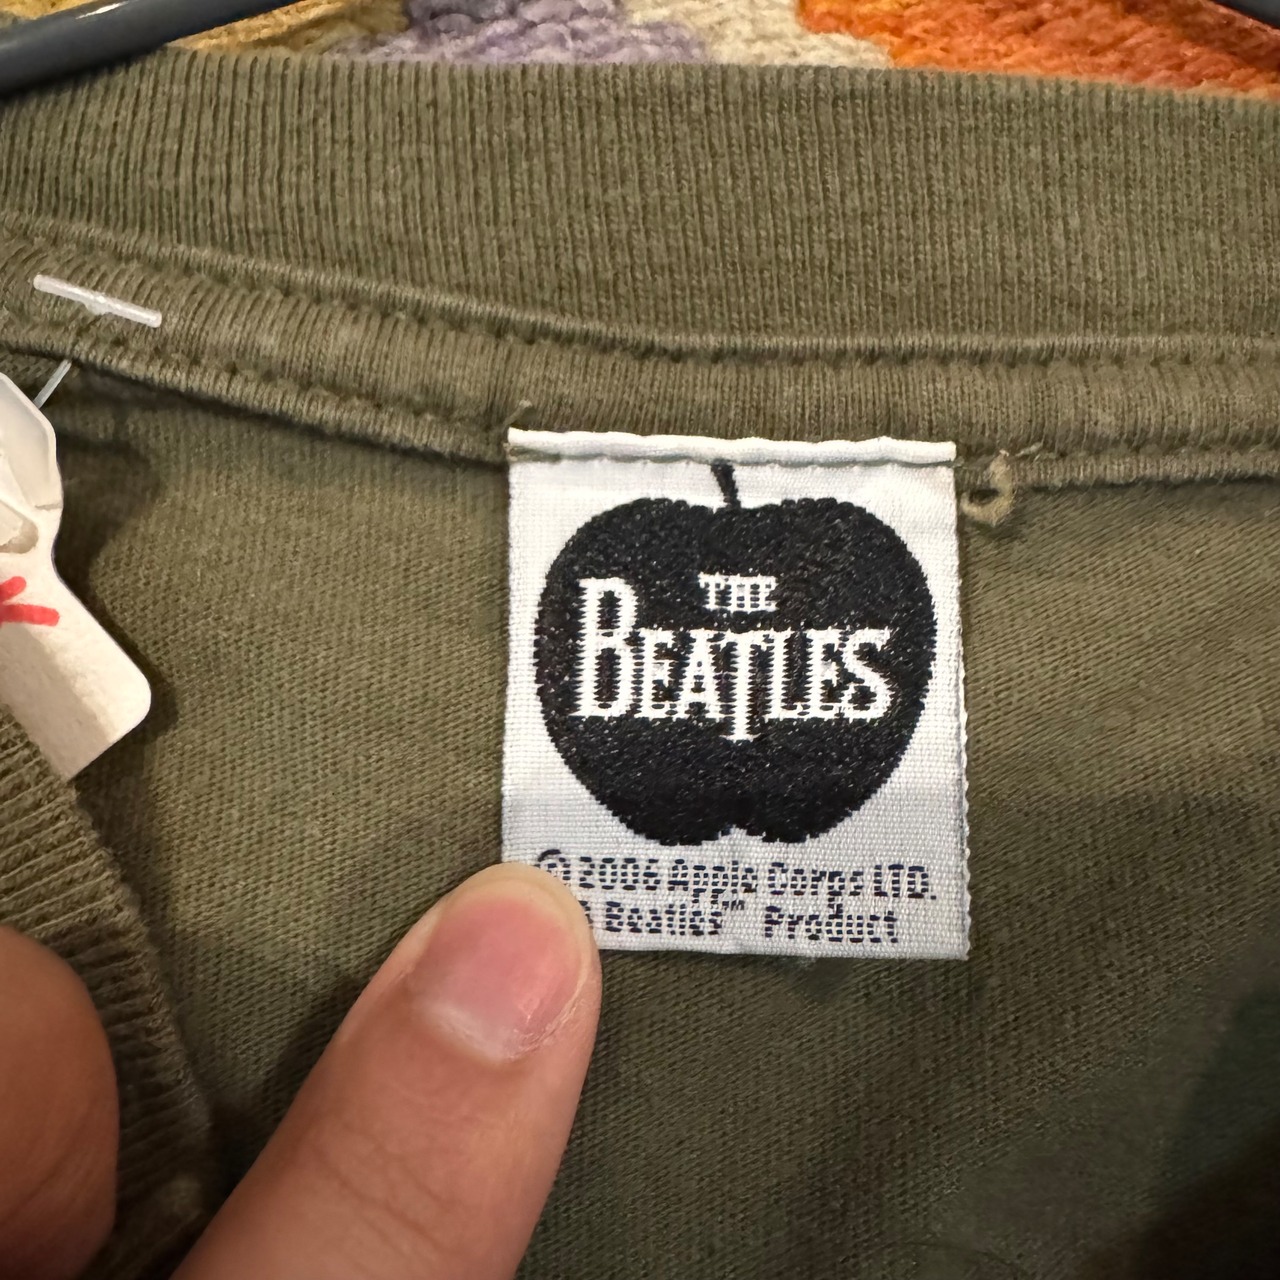 THE
BEATLES
© 2006 Apple Corps LTD.
Beatles™ Product